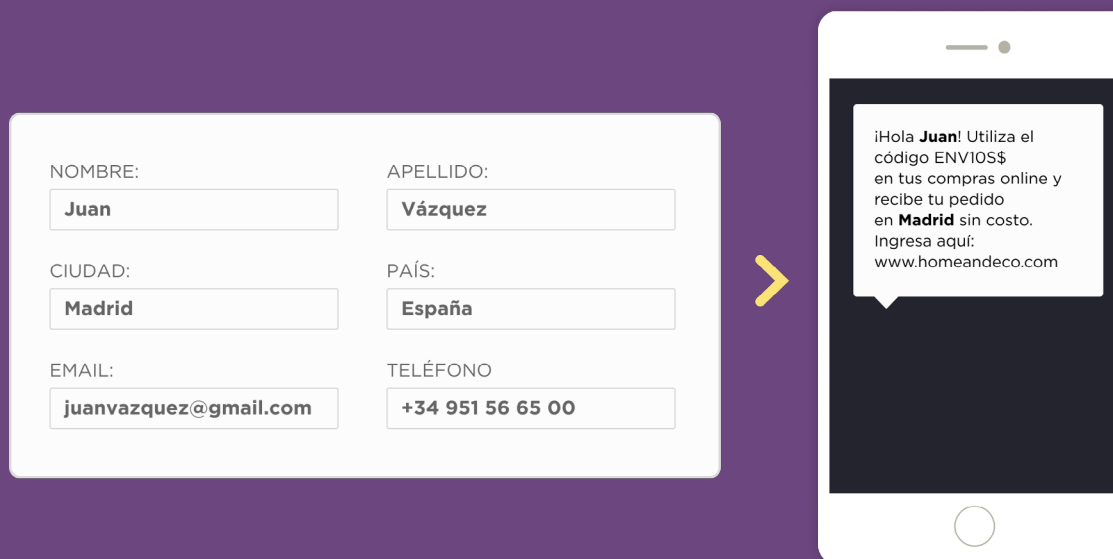 NOMBRE:
Juan
APELLIDO:
Vázquez
CIUDAD:
Madrid
PAÍS:
España
EMAIL:
juanvazquez@gmail.com
TELÉFONO
+34 951 56 65 00
¡Hola Juan! Utiliza el
código ENV10S$
en tus compras online y
recibe tu pedido
en Madrid sin costo.
Ingresa aquí:
www.homeandeco.com